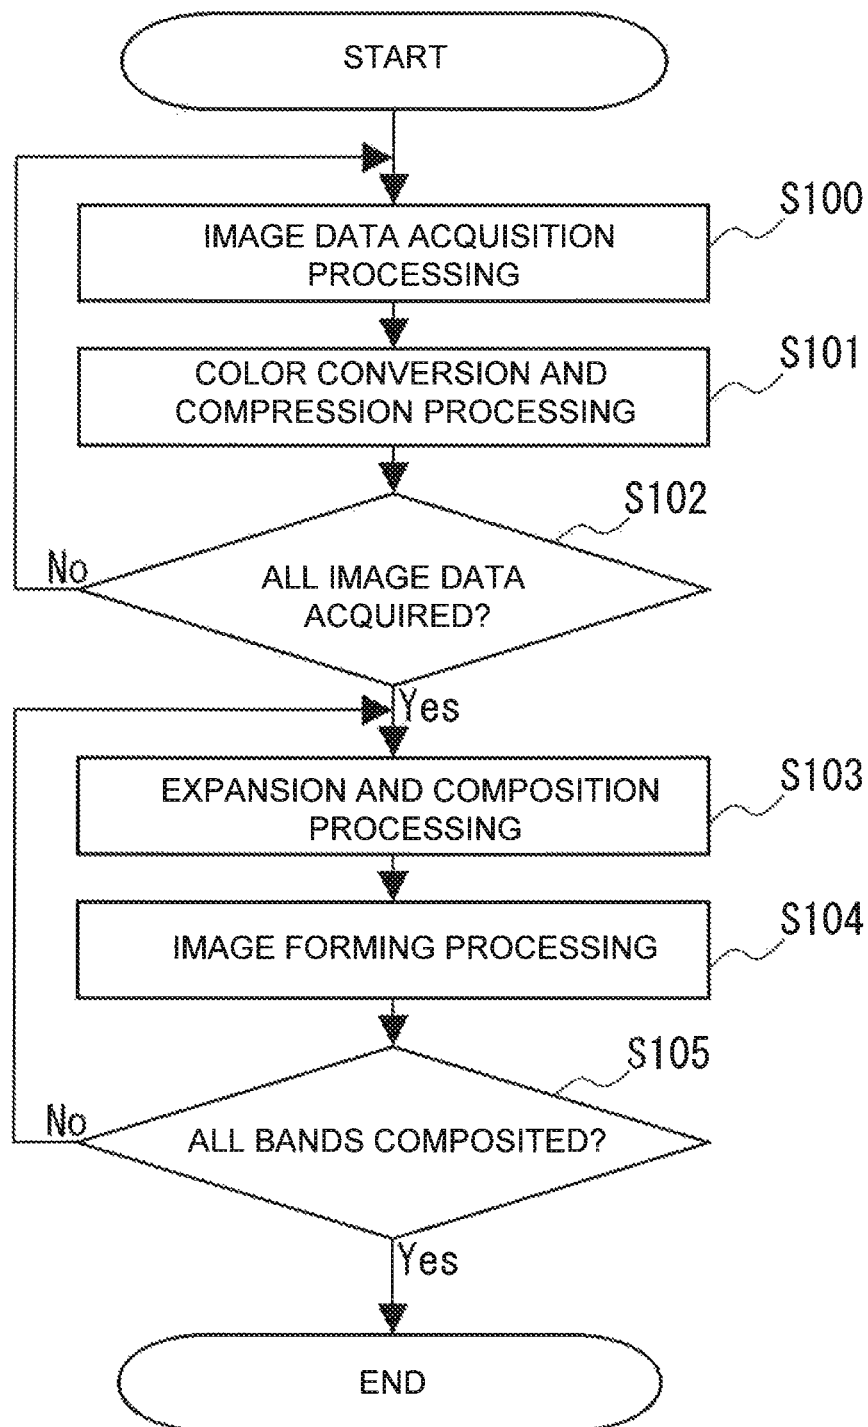 START
S100
IMAGE DATA ACQUISITION
PROCESSING
S101
COLOR CONVERSION AND
COMPRESSION PROCESSING
S102
No
ALL IMAGE DATA
ACQUIRED?
Yes
S103
EXPANSION AND COMPOSITION
PROCESSING
S104
IMAGE FORMING PROCESSING
S105
No
ALL BANDS COMPOSITED?
Yes
END